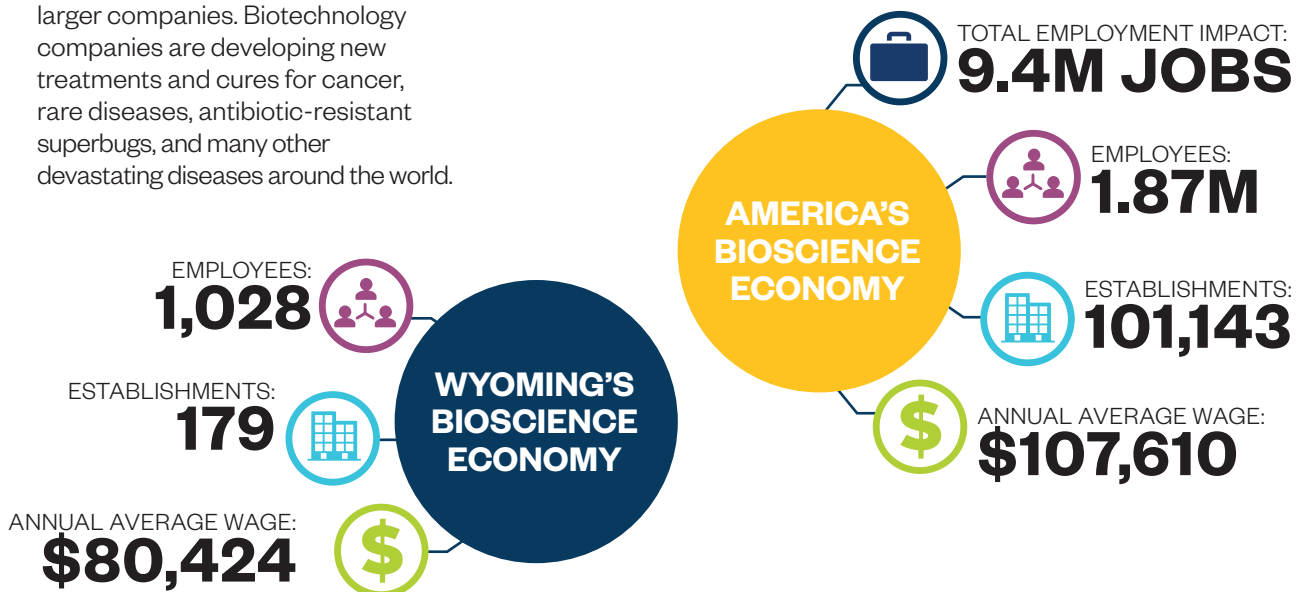 larger companies. Biotechnology
companies are developing new
treatments and cures for cancer,
rare diseases, antibiotic-resistant
superbugs, and many other
devastating diseases around the world.
TOTAL EMPLOYMENT IMPACT:
9.4M JOBS
EMPLOYEES:
1.87M
AMERICA'S
BIOSCIENCE
ECONOMY
ESTABLISHMENTS:
101,143
ANNUAL AVERAGE WAGE:
$107,610
EMPLOYEES:
1,028
ESTABLISHMENTS:
179
WYOMING'S
BIOSCIENCE
ECONOMY
ANNUAL AVERAGE WAGE:
$80,424
$
$